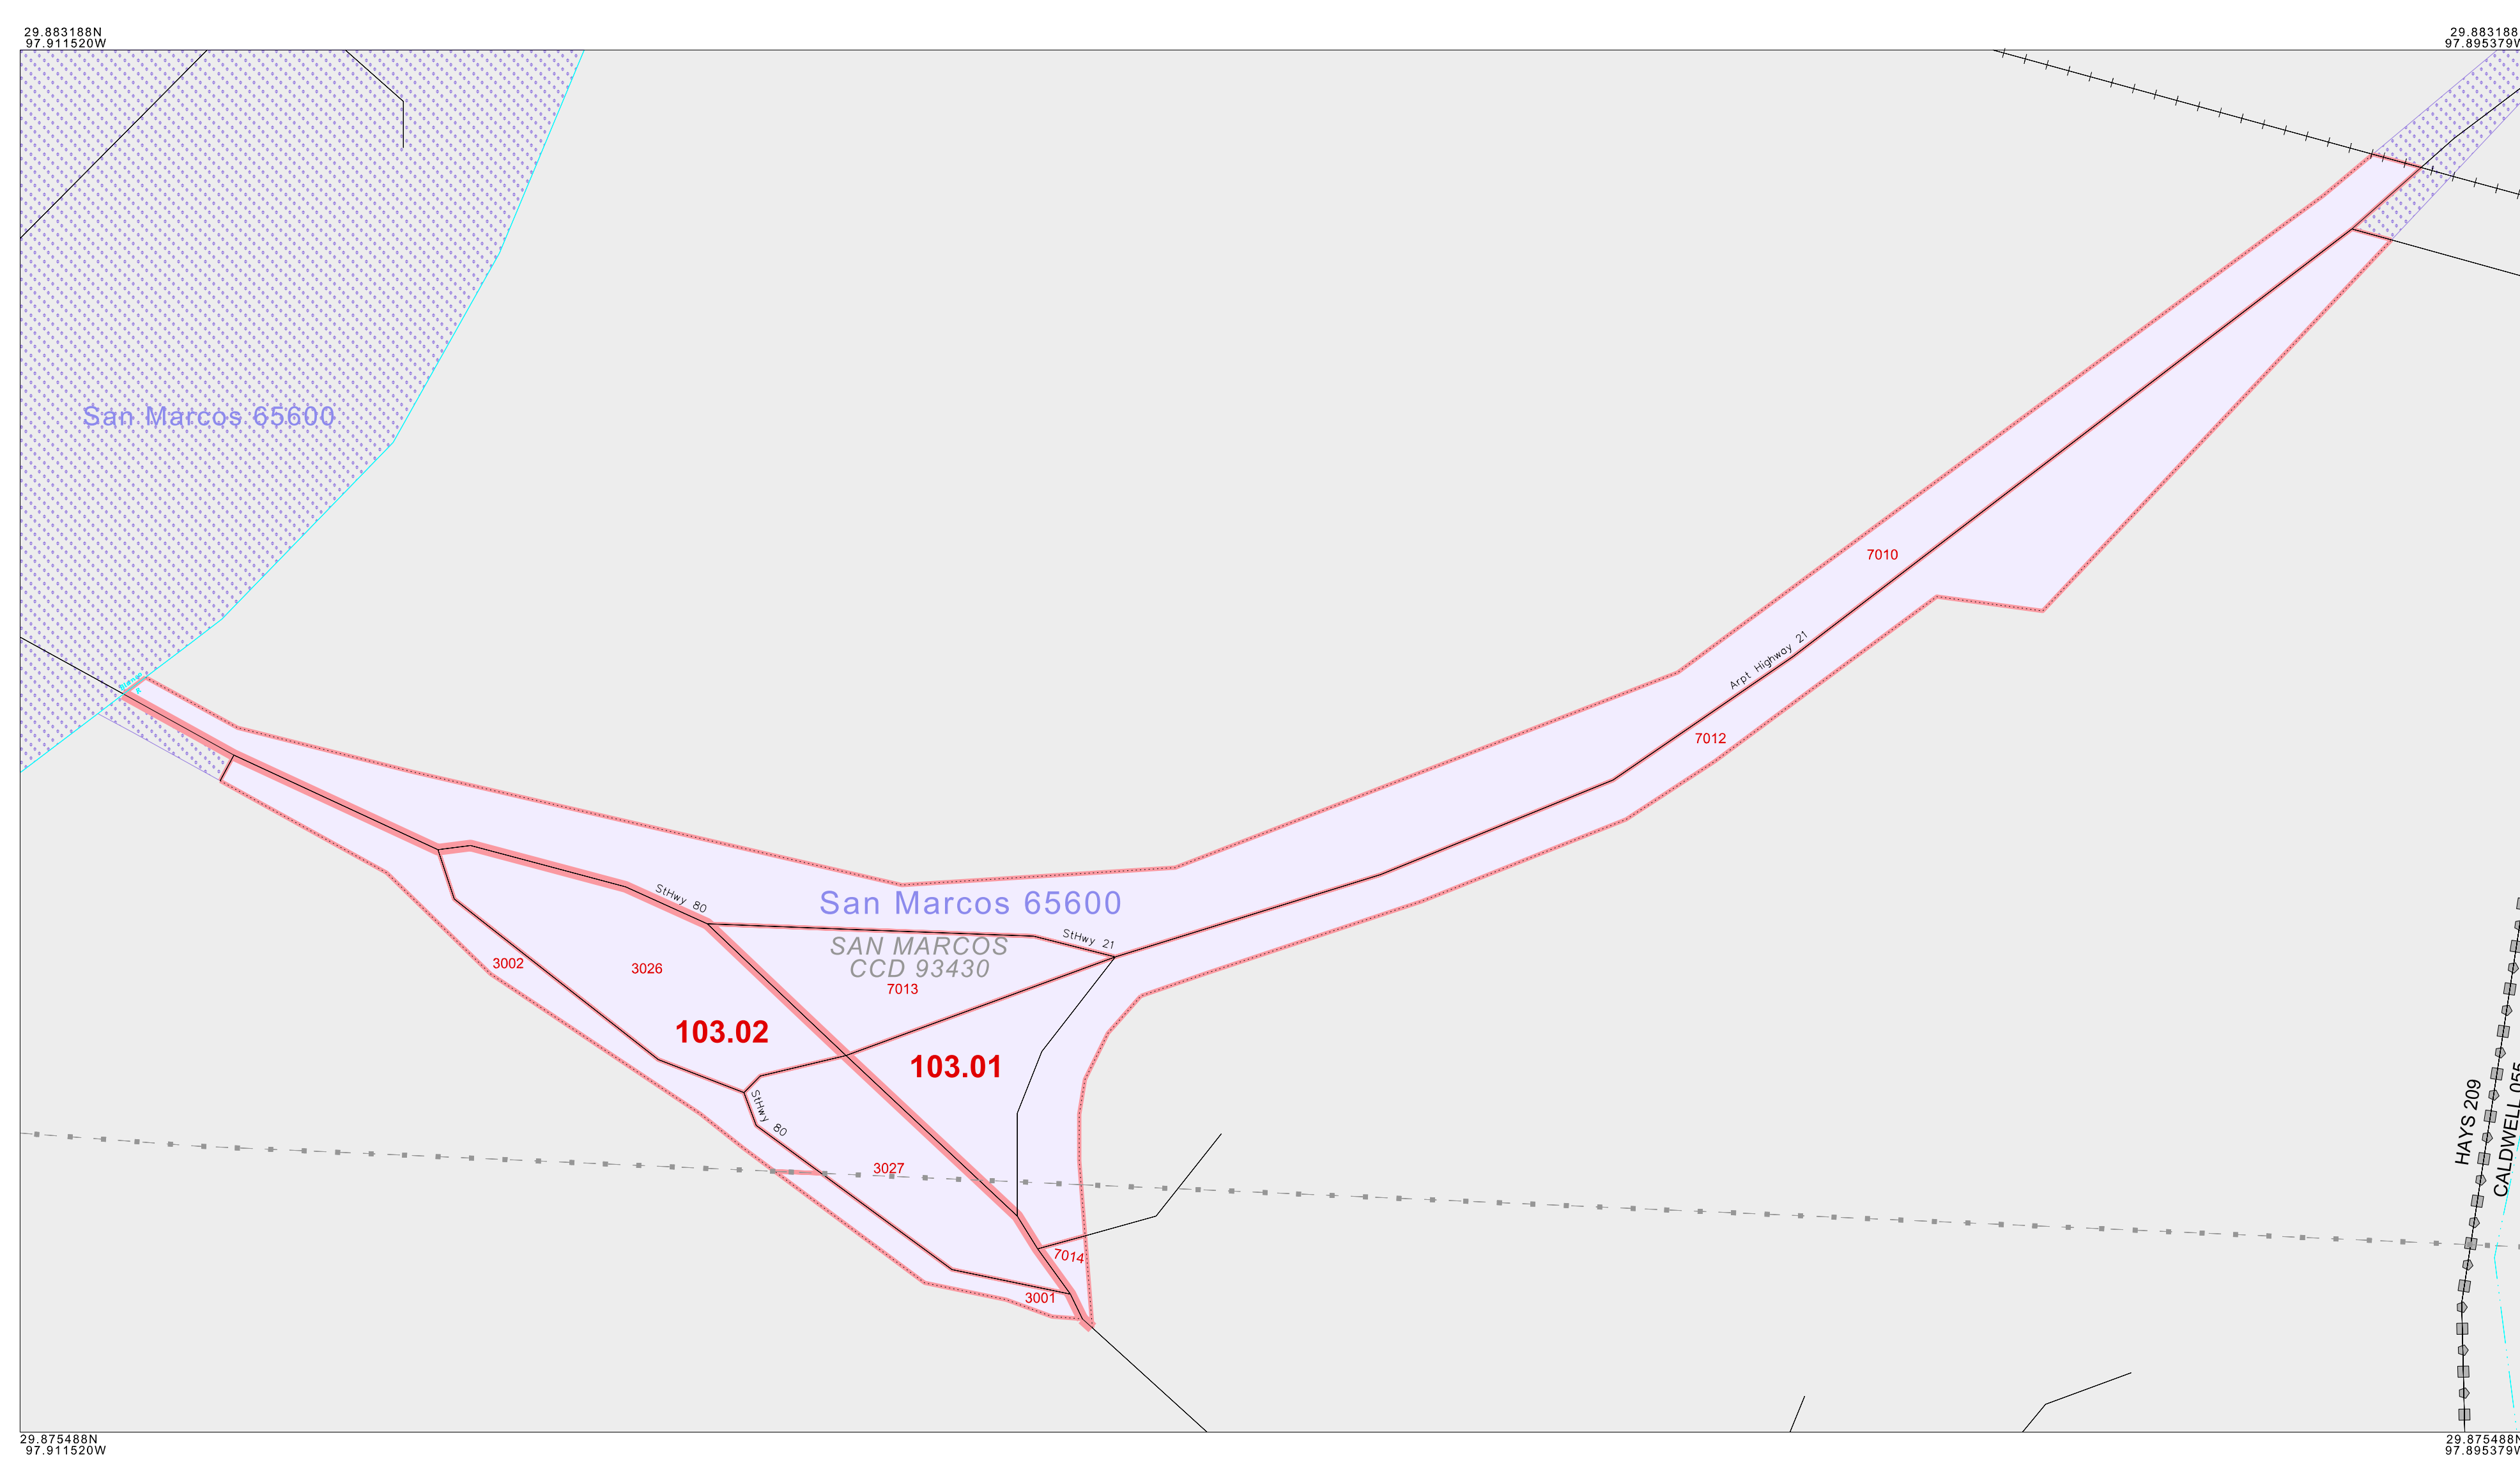 29.883188N
97.911520W
29.883188
97.895379W
San Marcos 65600
7010
Arpt Highway 21
7012
StHwy 80
San Marcos 65600
StHwy 21
SAN MARCOS
CCD 93430
3002
3026
7013
103.02
103.01
StHwy 80
3027
HAYS 209
CALDWELL 055
7014
3001
29.875488N
97.911520W
29.875488N
97.895379W